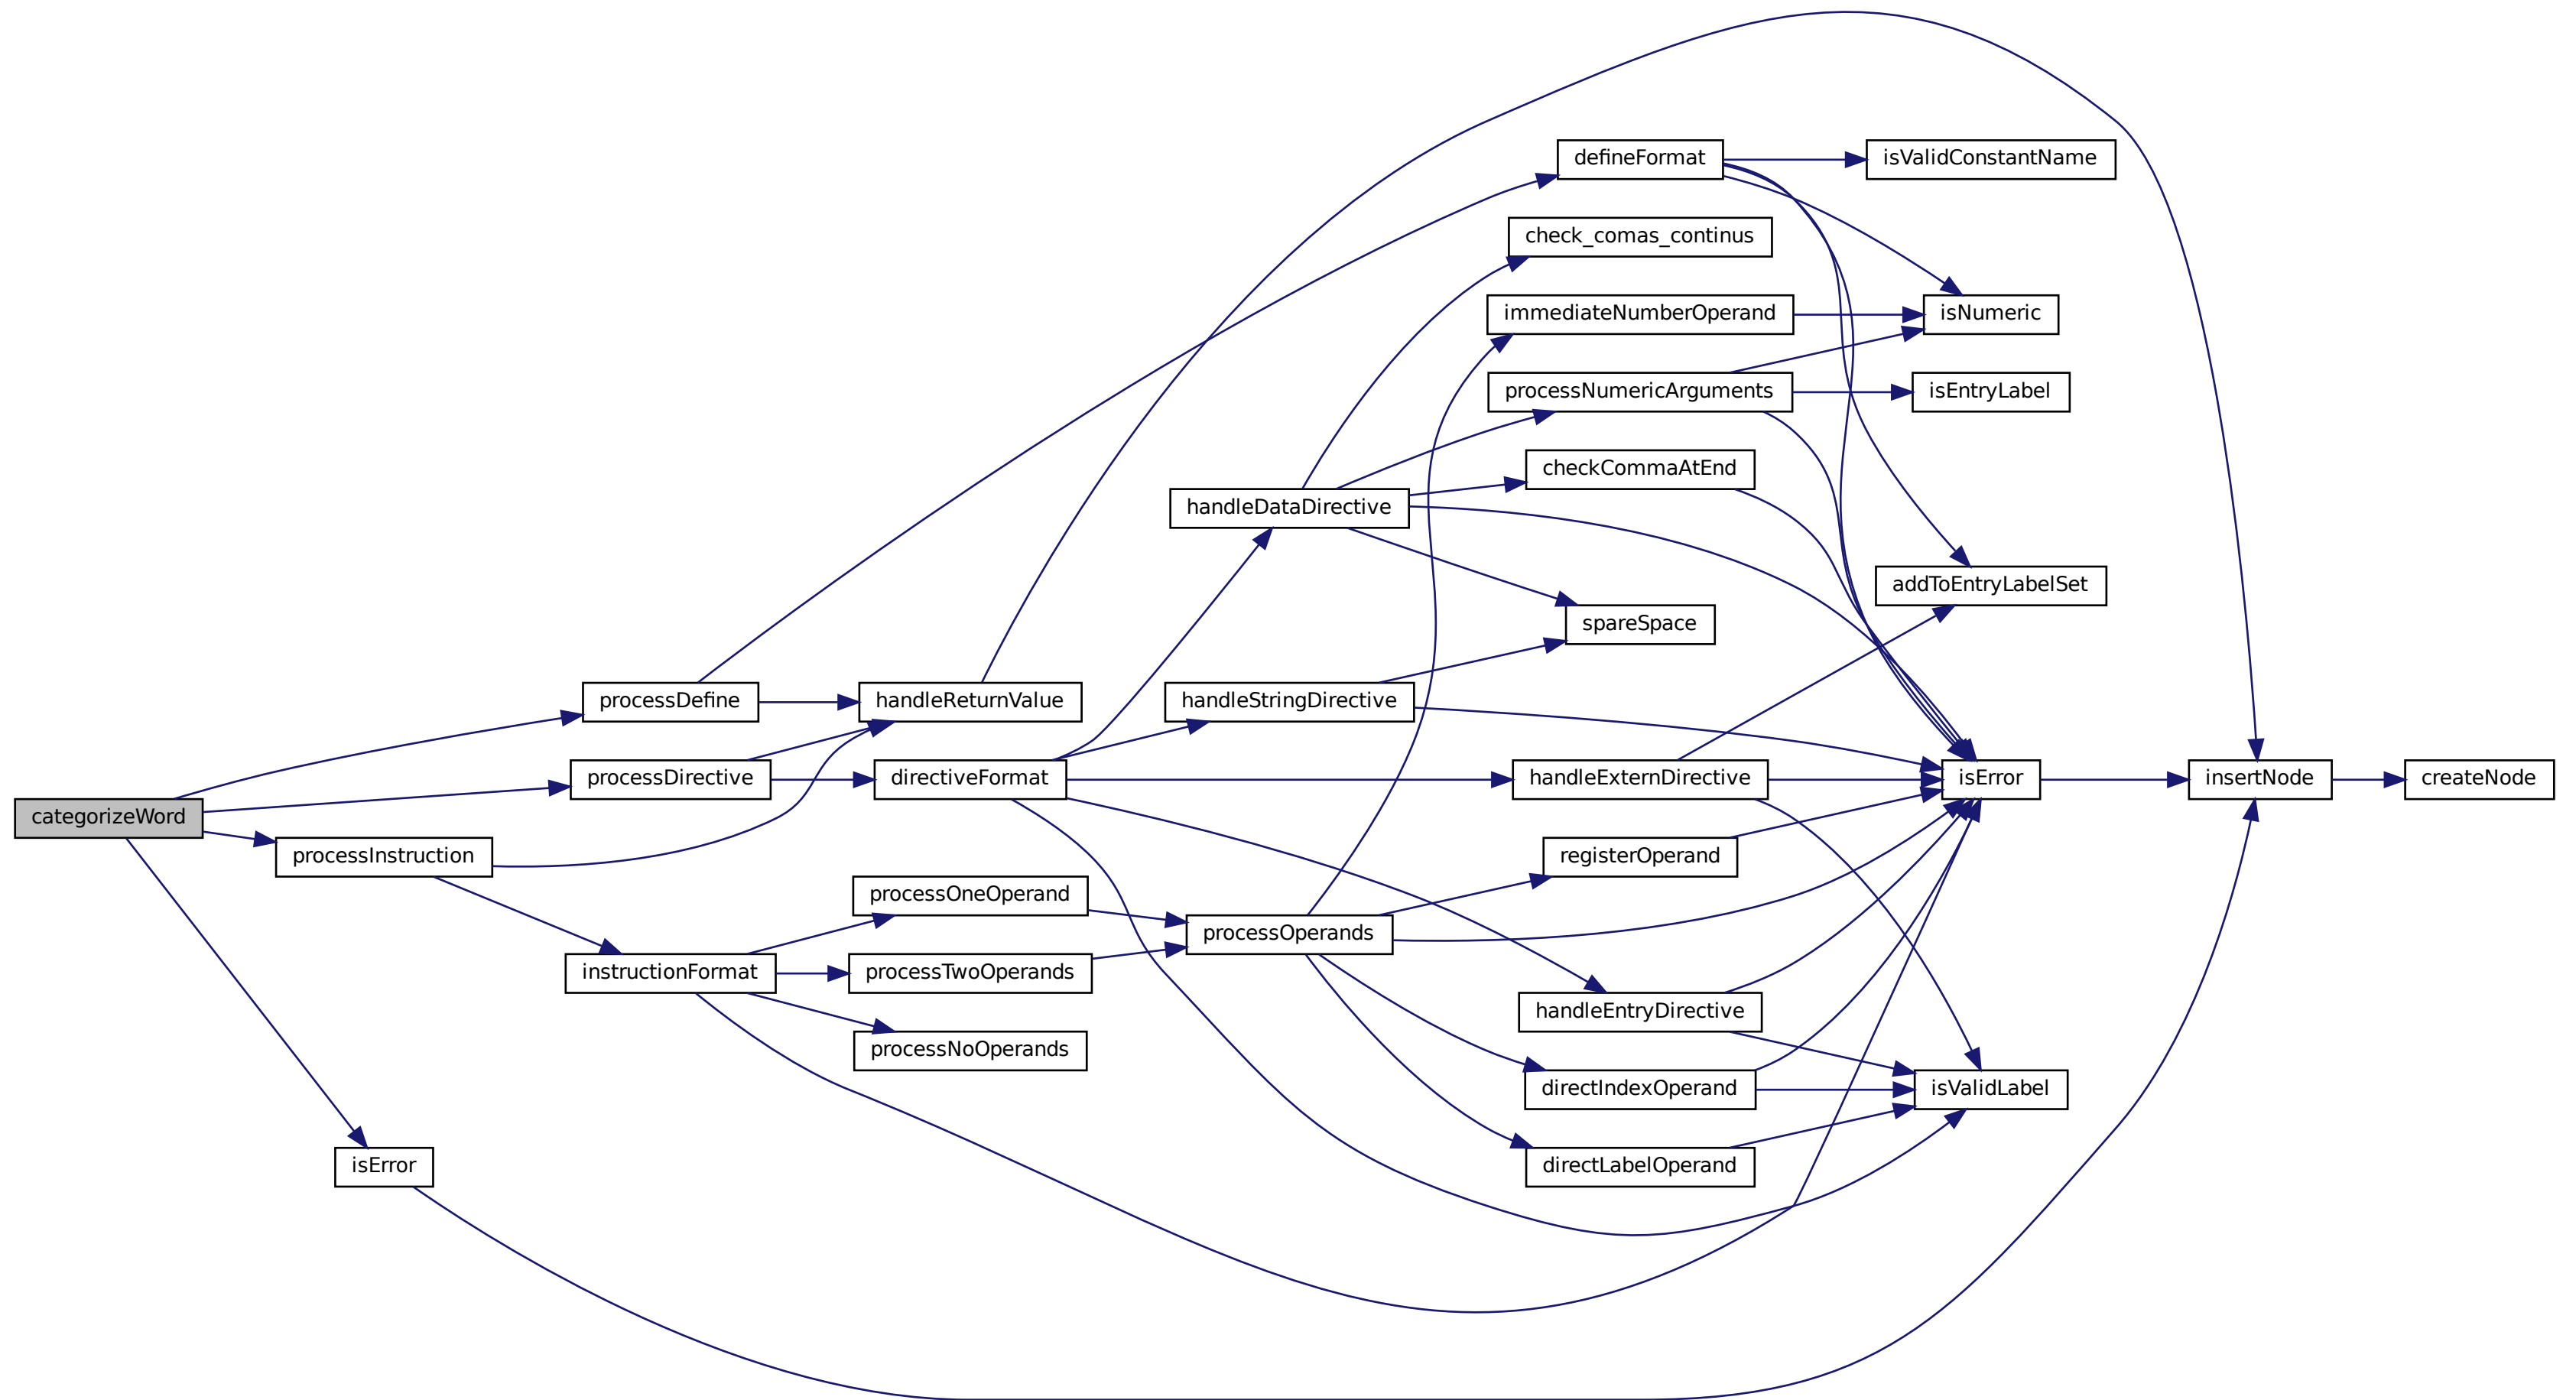 categorizeWord
processDefine
processDirective
processInstruction
isError
handleReturnValue
directiveFormat
instructionFormat
processOneOperand
processTwoOperands
processNoOperands
handleDataDirective
handleStringDirective
processOperands
defineFormat
check_comas_continus
immediateNumberOperand
processNumericArguments
checkCommaAtEnd
spareSpace
handleExternDirective
registerOperand
handleEntryDirective
directIndexOperand
directLabelOperand
isValidConstantName
isNumeric
isEntryLabel
addToEntryLabelSet
isError
isValidLabel
insertNode
createNode